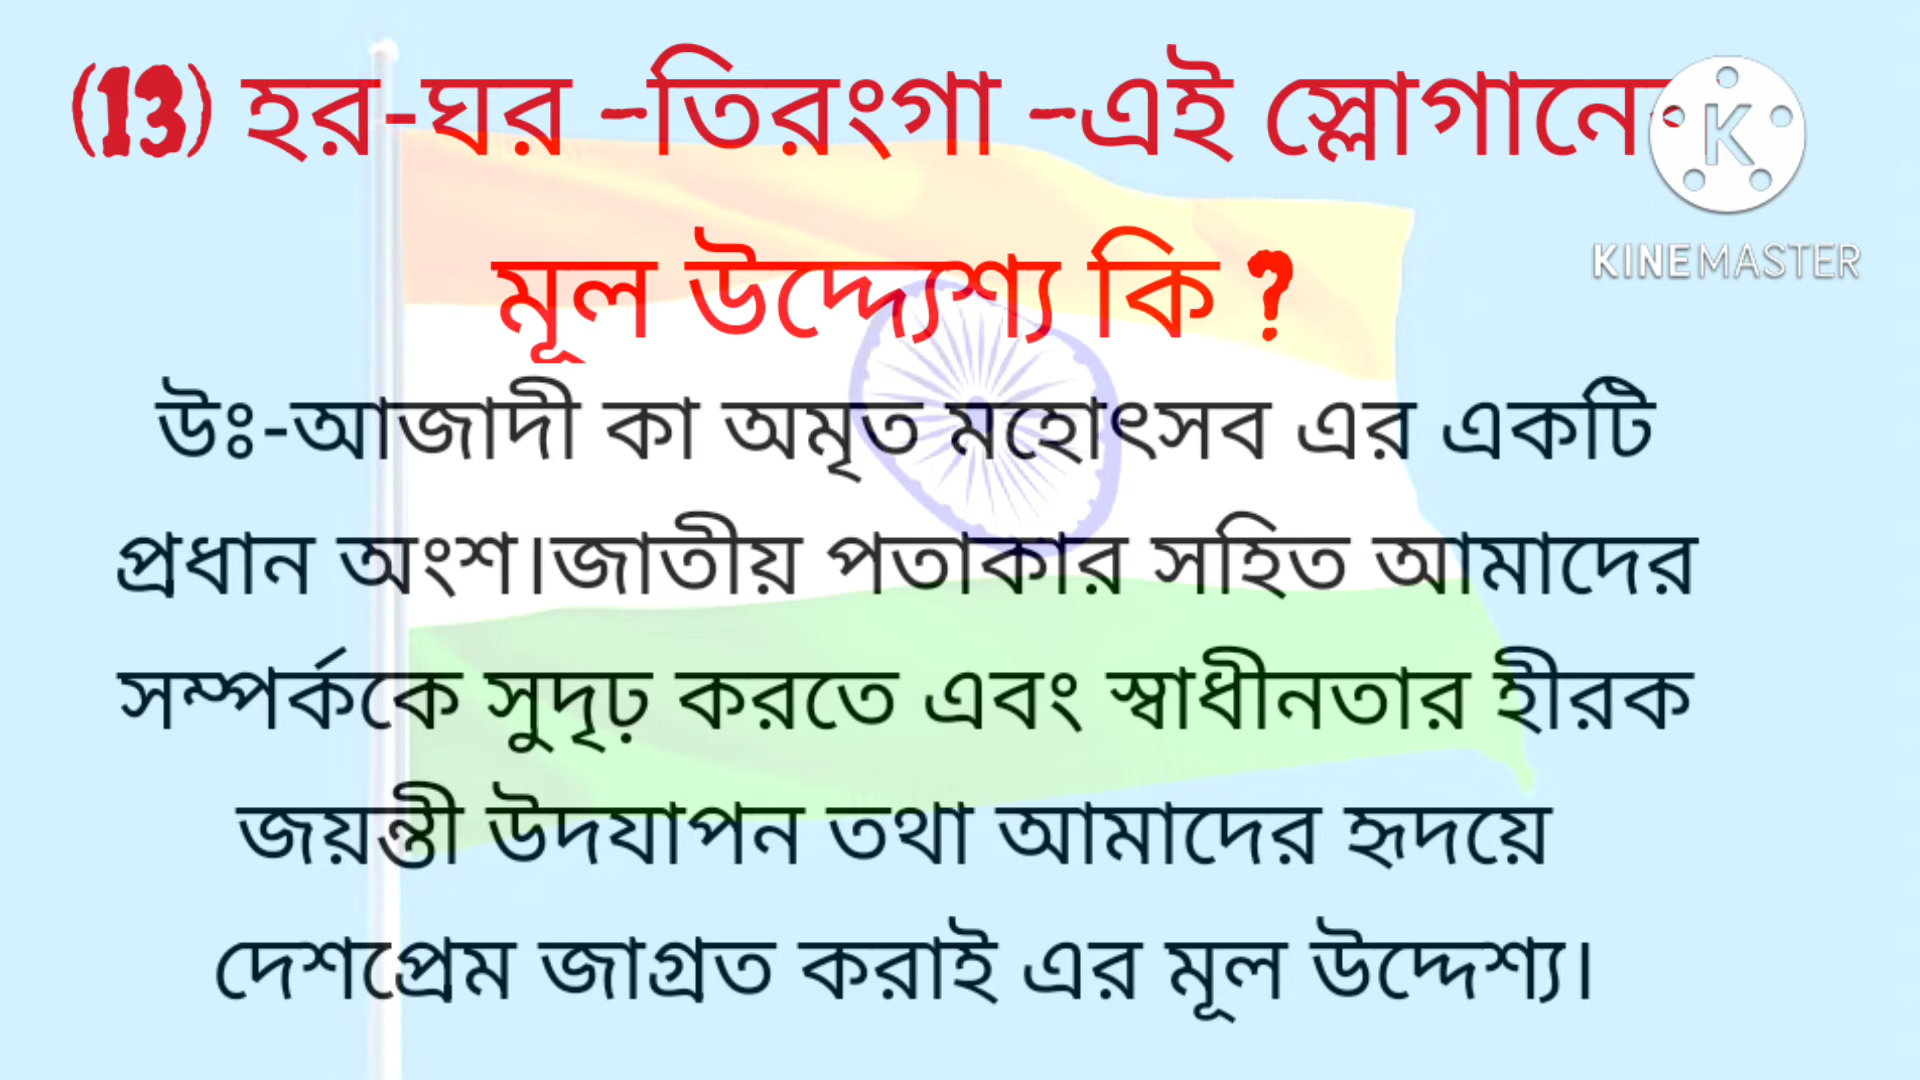 (13) হর-ঘর -তিরংগা -এই স্লোগানের
মূল উদ্দ্যেশ্য কি ?
উঃ-আজাদী কা অমৃত মহোৎসব এর একটি
প্রধান অংশ।জাতীয় পতাকার সহিত আমাদের
সম্পর্ককে সুদৃঢ় করতে এবং স্বাধীনতার হীরক
জয়ন্তী উদযাপন তথা আমাদের হৃদয়ে
দেশপ্রেম জাগ্রত করাই এর মূল উদ্দেশ্য।
K
KINEMASTER